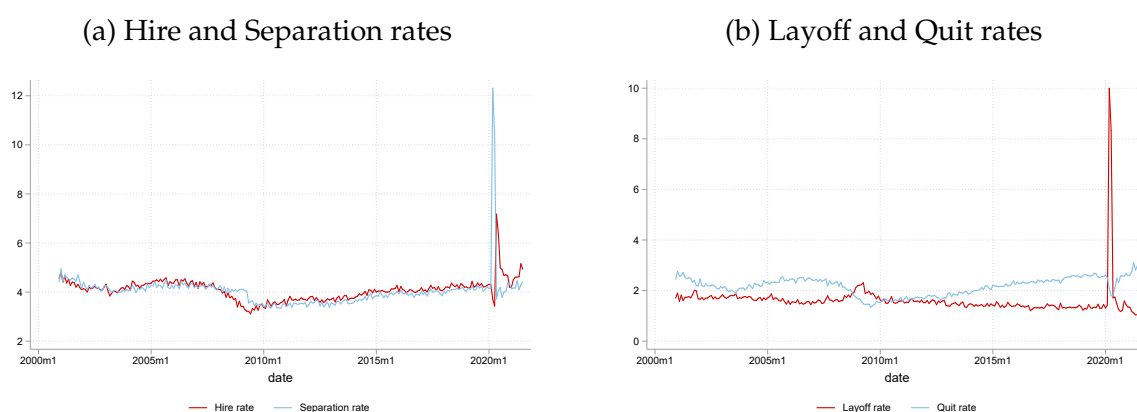 (a) Hire and Separation rates
12
10
8
6
4
2
2000m1 2005m1 2010m1 2015m1 2020m1
date
Hire rate Separation rate
(b) Layoff and Quit rates
10
8
6
4
2
0
2000m1 2005m1 2010m1 2015m1 2020m1
date
Layoff rate Quit rate